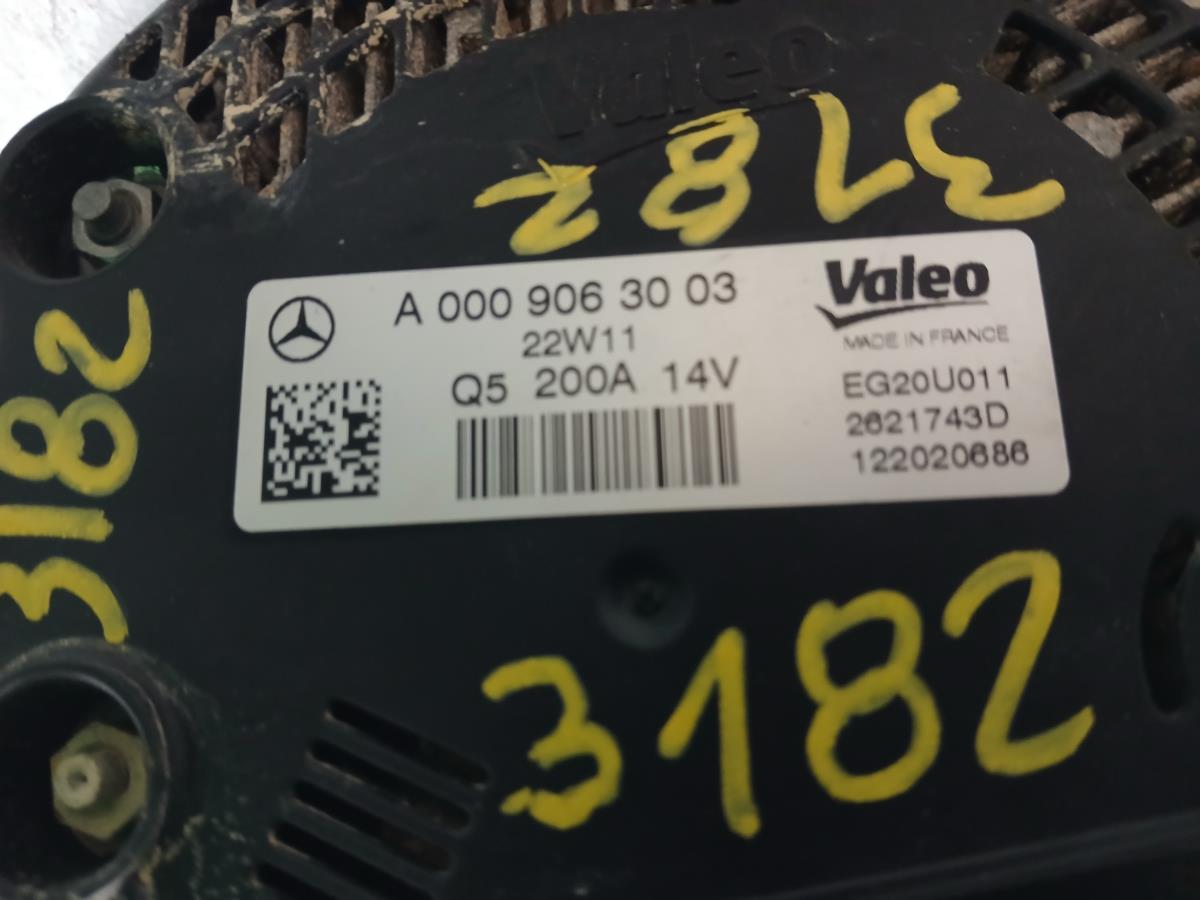 Valeo
3182
3182
A 000 906 30 03
22W11
Q5 200A 14V
Valeo
MADE IN FRANCE
EG20U011
2621743D
122020686
3182